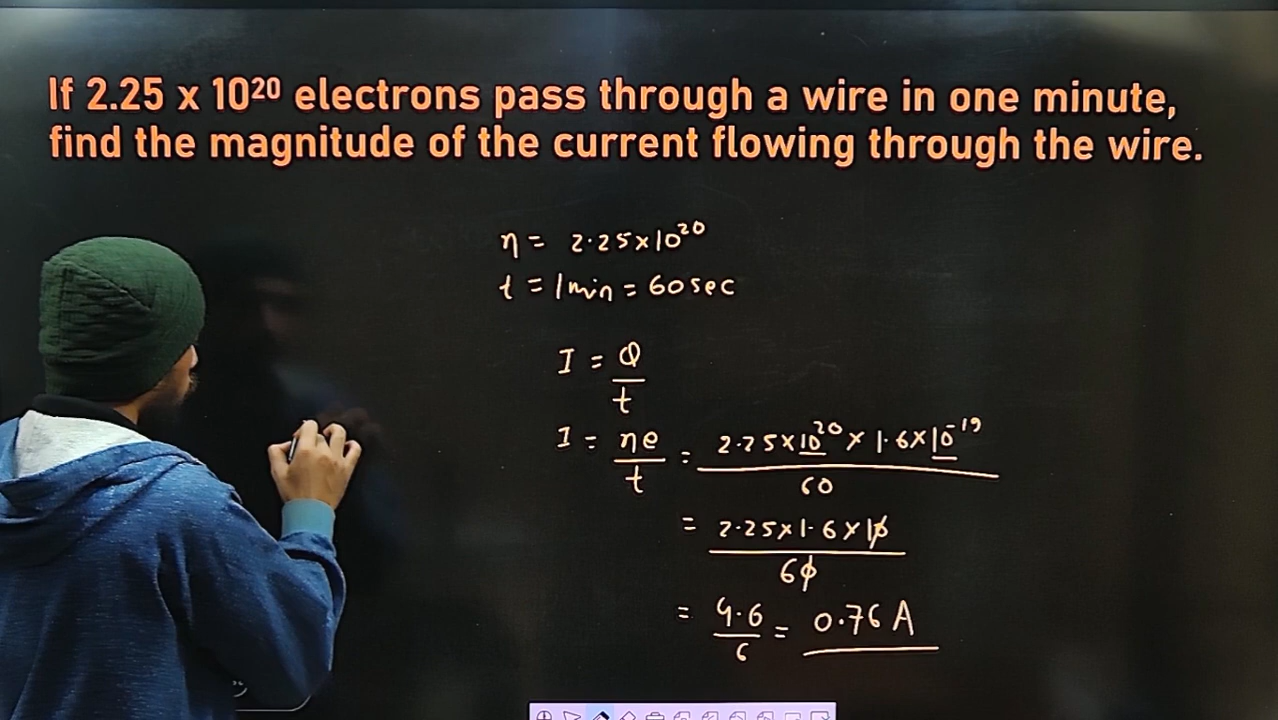 If 2.25 x 10²⁰ electrons pass through a wire in one minute,
find the magnitude of the current flowing through the wire.
η = 2.25×10²⁰
t = 1min = 60sec
I = Q/t
I = ηe/t = 2.25×10²⁰ × 1.6×10⁻¹⁹/60
= 2.25×1.6×10/60
= 4.6/6 = 0.76 A